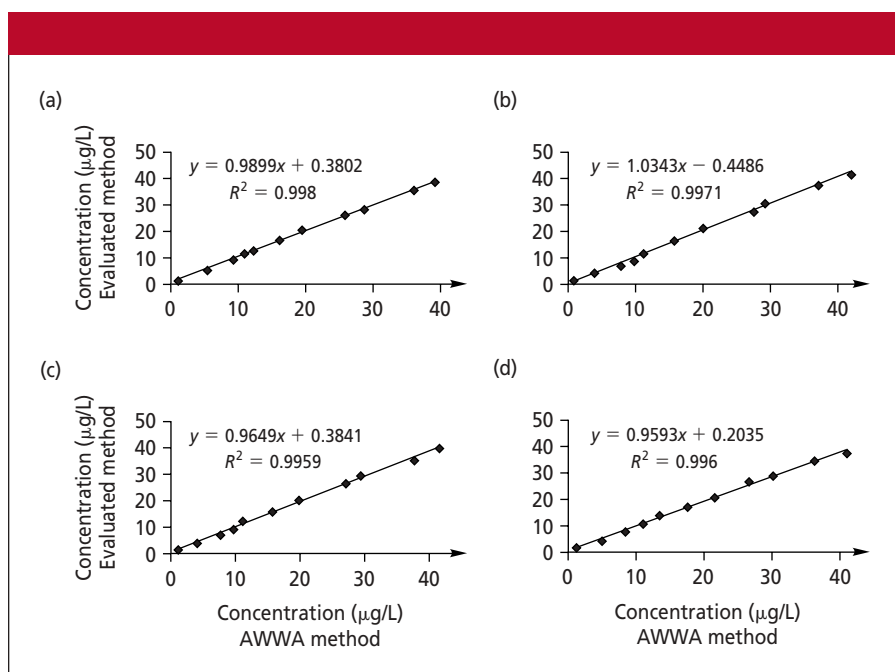 (a)
Concentration (μg/L)
Evaluated method
50
40
30
20
10
0
y = 0.9899x + 0.3802
R² = 0.998
0 10 20 30 40
(b)
50
40
30
20
10
0
y = 1.0343x − 0.4486
R² = 0.9971
0 10 20 30 40
(c)
Concentration (μg/L)
Evaluated method
50
40
30
20
10
0
y = 0.9649x + 0.3841
R² = 0.9959
0 10 20 30 40
Concentration (μg/L)
AWWA method
(d)
50
40
30
20
10
0
y = 0.9593x + 0.2035
R² = 0.996
0 10 20 30 40
Concentration (μg/L)
AWWA method